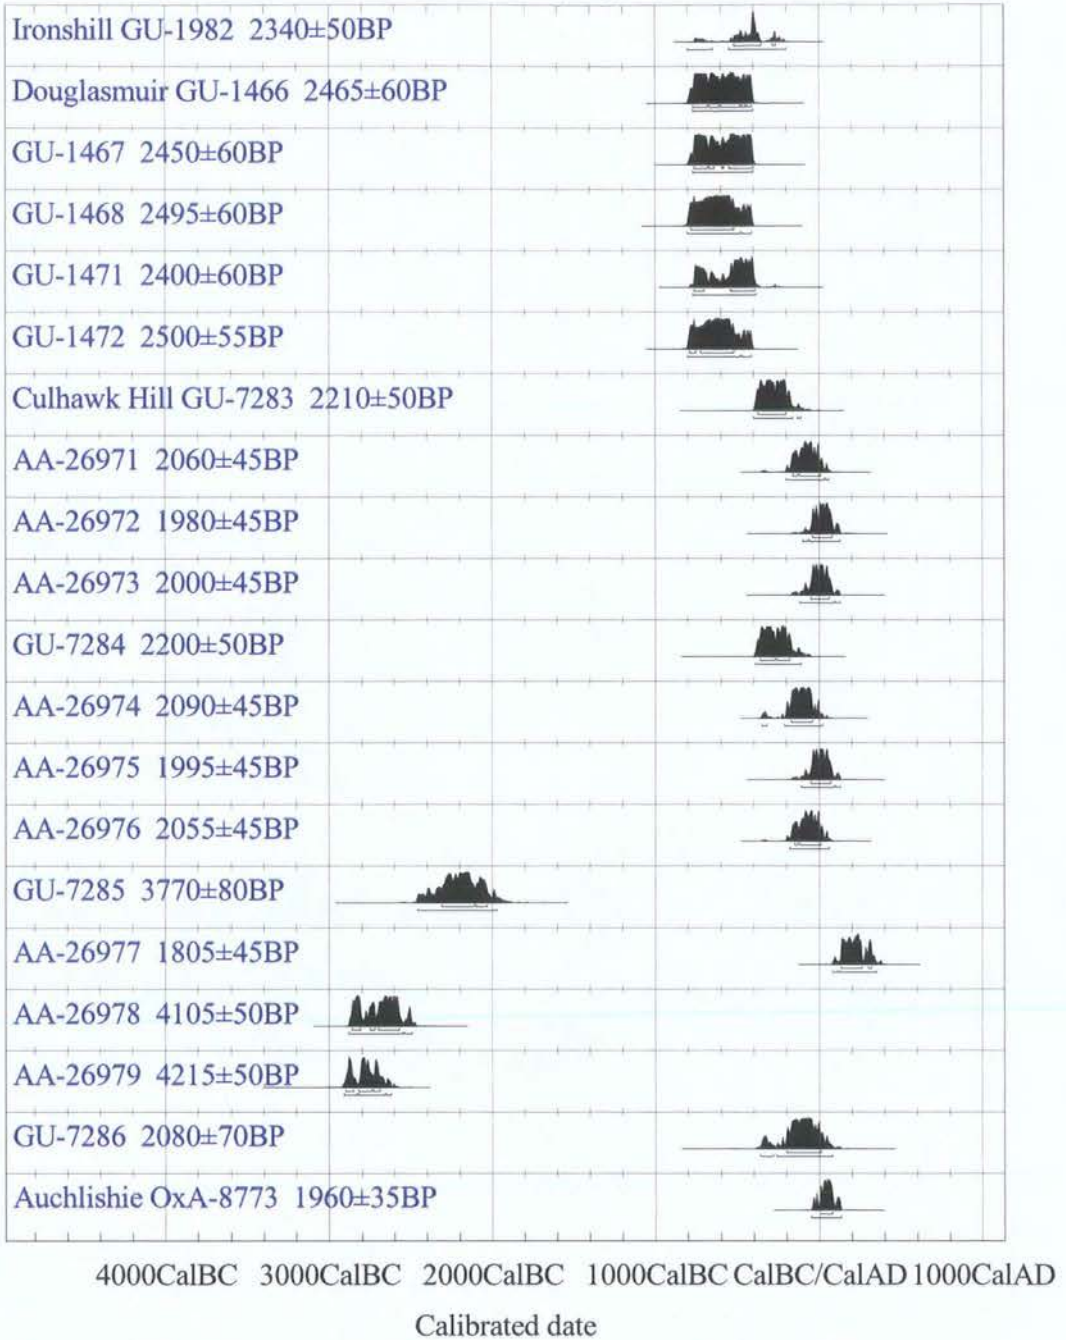 Ironshill GU-1982 2340±50BP
Douglasmuir GU-1466 2465±60BP
GU-1467 2450±60BP
GU-1468 2495±60BP
GU-1471 2400±60BP
GU-1472 2500±55BP
Culhawk Hill GU-7283 2210±50BP
AA-26971 2060±45BP
AA-26972 1980±45BP
AA-26973 2000±45BP
GU-7284 2200±50BP
AA-26974 2090±45BP
AA-26975 1995±45BP
AA-26976 2055±45BP
GU-7285 3770±80BP
AA-26977 1805±45BP
AA-26978 4105±50BP
AA-26979 4215±50BP
GU-7286 2080±70BP
Auchlishie OxA-8773 1960±35BP
4000CalBC 3000CalBC 2000CalBC 1000CalBC CalBC/CalAD 1000CalAD
Calibrated date